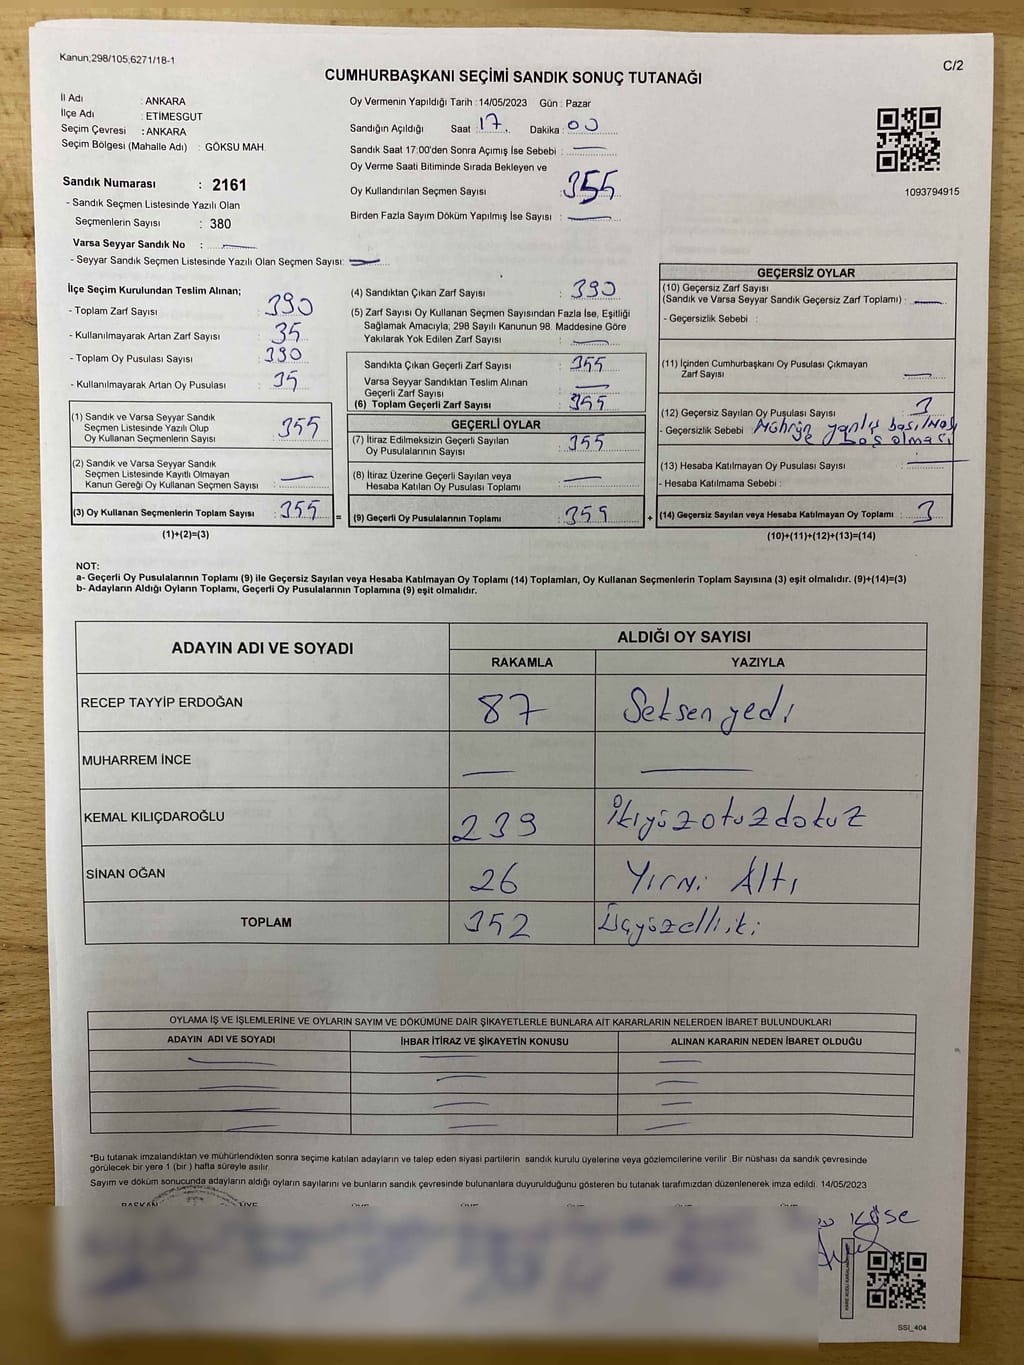 Kanun;298/105,6271/18-1
C/2
CUMHURBAŞKANI SEÇİMİ SANDIK SONUÇ TUTANAĞI
İl Adı : ANKARA
İlçe Adı : ETİMESGUT
Seçim Çevresi : ANKARA
Seçim Bölgesi (Mahalle Adı) : GÖKSU MAH.
Sandık Numarası : 2161
- Sandık Seçmen Listesinde Yazılı Olan
Seçmenlerin Sayısı : 380
Varsa Seyyar Sandık No :
- Seyyar Sandık Seçmen Listesinde Yazılı Olan Seçmen Sayısı:
Oy Vermenin Yapıldığı Tarih : 14/05/2023 Gün : Pazar
Sandığın Açıldığı Saat : 17. Dakika : 00
Sandık Saat 17:00'den Sonra Açımış İse Sebebi :
Oy Verme Saati Bitiminde Sırada Bekleyen ve
Oy Kullandırılan Seçmen Sayısı : 355
Birden Fazla Sayım Döküm Yapılmış İse Sayısı :
1093794915
İlçe Seçim Kurulundan Teslim Alınan;
- Toplam Zarf Sayısı : 390
- Kullanılmayarak Artan Zarf Sayısı : 35
- Toplam Oy Pusulası Sayısı : 390
- Kullanılmayarak Artan Oy Pusulası : 35
(1) Sandık ve Varsa Seyyar Sandık
Seçmen Listesinde Yazılı Olup
Oy Kullanan Seçmenlerin Sayısı : 355
(2) Sandık ve Varsa Seyyar Sandık
Seçmen Listesinde Kayıtlı Olmayan
Kanun Gereği Oy Kullanan Seçmen Sayısı :
(3) Oy Kullanan Seçmenlerin Toplam Sayısı : 355 =
(1)+(2)=(3)
(4) Sandıktan Çıkan Zarf Sayısı : 390
(5) Zarf Sayısı Oy Kullanan Seçmen Sayısından Fazla İse, Eşitliği
Sağlamak Amacıyla; 298 Sayılı Kanunun 98. Maddesine Göre
Yakılarak Yok Edilen Zarf Sayısı :
Sandıkta Çıkan Geçerli Zarf Sayısı : 355
Varsa Seyyar Sandıktan Teslim Alınan
Geçerli Zarf Sayısı :
(6) Toplam Geçerli Zarf Sayısı : 355
GEÇERLİ OYLAR
(7) İtiraz Edilmeksizin Geçerli Sayılan
Oy Pusulalarının Sayısı : 355
(8) İtiraz Üzerine Geçerli Sayılan veya
Hesaba Katılan Oy Pusulası Toplamı :
(9) Geçerli Oy Pusulalarının Toplamı : 355 +
GEÇERSİZ OYLAR
(10) Geçersiz Zarf Sayısı
(Sandık ve Varsa Seyyar Sandık Geçersiz Zarf Toplamı) :
- Geçersizlik Sebebi :
(11) İçinden Cumhurbaşkanı Oy Pusulası Çıkmayan
Zarf Sayısı :
(12) Geçersiz Sayılan Oy Pusulası Sayısı : 3
- Geçersizlik Sebebi : yanlış basılması
boş olması
(13) Hesaba Katılmayan Oy Pusulası Sayısı :
- Hesaba Katılmama Sebebi :
(14) Geçersiz Sayılan veya Hesaba Katılmayan Oy Toplamı : 3
(10)+(11)+(12)+(13)=(14)
NOT:
a- Geçerli Oy Pusulalarının Toplamı (9) ile Geçersiz Sayılan veya Hesaba Katılmayan Oy Toplamı (14) Toplamları, Oy Kullanan Seçmenlerin Toplam Sayısına (3) eşit olmalıdır. (9)+(14)=(3)
b- Adayların Aldığı Oyların Toplamı, Geçerli Oy Pusulalarının Toplamına (9) eşit olmalıdır.
ADAYIN ADI VE SOYADI
ALDIĞI OY SAYISI
RAKAMLA YAZIYLA
RECEP TAYYİP ERDOĞAN 87 Seksen yedi
MUHARREM İNCE
KEMAL KILIÇDAROĞLU 239 İkiyüzotuzdokuz
SİNAN OĞAN 26 Yirmi Altı
TOPLAM 352 Üçyüzelliiki
OYLAMA İŞ VE İŞLEMLERİNE VE OYLARIN SAYIM VE DÖKÜMÜNE DAİR ŞİKAYETLERLE BUNLARA AİT KARARLARIN NELERDEN İBARET BULUNDUKLARI
ADAYIN ADI VE SOYADI İHBAR İTİRAZ VE ŞİKAYETİN KONUSU ALINAN KARARIN NEDEN İBARET OLDUĞU
*Bu tutanak imzalandıktan ve mühürlendikten sonra seçime katılan adayların ve talep eden siyasi partilerin sandık kurulu üyelerine veya gözlemcilerine verilir .Bir nüshası da sandık çevresinde
görülecek bir yere 1 (bir ) hafta süreyle asılır.
Sayım ve döküm sonucunda adayların aldığı oyların sayılarını ve bunların sandık çevresinde bulunanlara duyurulduğunu gösteren bu tutanak tarafımızdan düzenlenerek imza edildi. 14/05/2023
BAŞKAN ÜYE ÜYE ÜYE ÜYE ÜYE
KÖSE
SSI_404